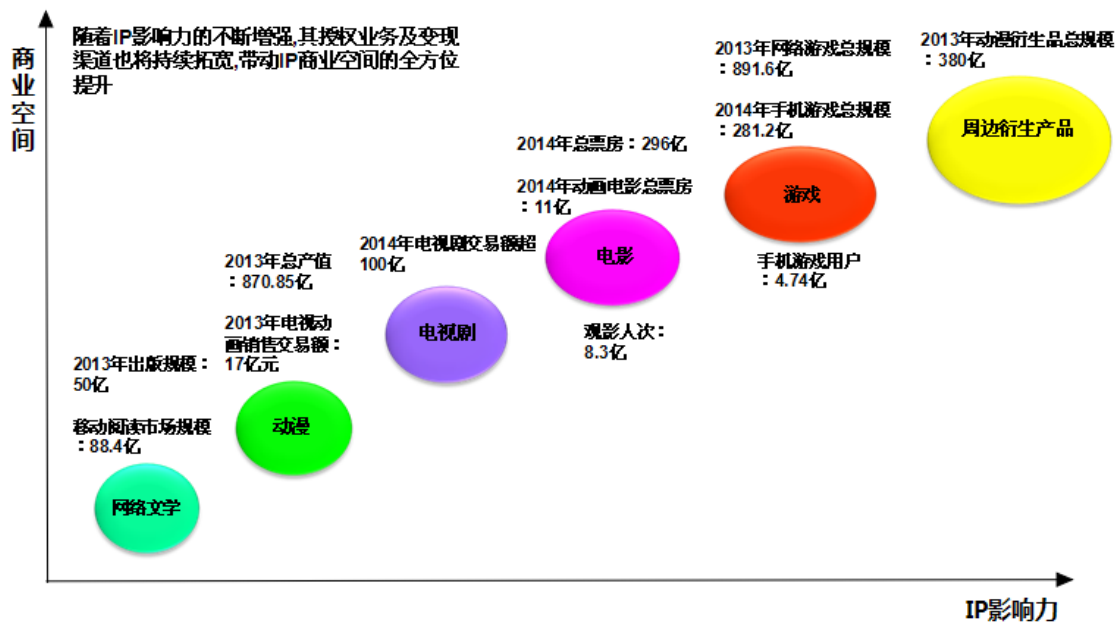 商
业
空
间
随着IP影响力的不断增强,其授权业务及变现
渠道也将持续拓宽,带动IP商业空间的全方位
提升
2013年出版规模：
50亿
移动阅读市场规模
：88.4亿
网络文学
2013年总产值
：870.85亿
2013年电视动
画销售交易额：
17亿元
动漫
2014年电视剧交易额超
100亿
电视剧
2014年总票房：296亿
2014年动画电影总票房
：11亿
电影
观影人次：
8.3亿
2013年网络游戏总规模
：891.6亿
2014年手机游戏总规模
：281.2亿
游戏
手机游戏用户
：4.74亿
2013年动漫衍生品总规模
：380亿
周边衍生产品
IP影响力